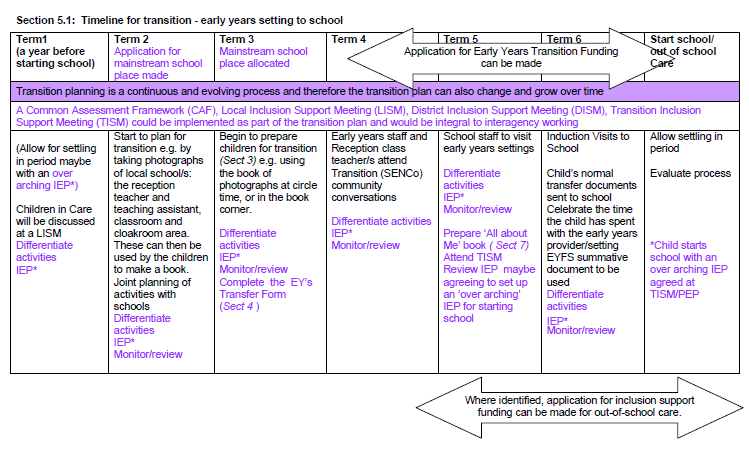 Section 5.1: Timeline for transition - early years setting to school
Term1
(a year before
starting school)
Term 2
Application for
mainstream school
place made
Term 3
Mainstream school
place allocated
Term 4
Term 5
Term 6
Application for Early Years Transition Funding
can be made
Start school/
out of school
Care
Transition planning is a continuous and evolving process and therefore the transition plan can also change and grow over time
A Common Assessment Framework (CAF), Local Inclusion Support Meeting (LISM), District Inclusion Support Meeting (DISM), Transition Inclusion
Support Meeting (TISM) could be implemented as part of the transition plan and would be integral to interagency working
(Allow for settling
in period maybe
with an over
arching IEP*)
Children in Care
will be discussed
at a LISM
Differentiate
activities
IEP*
Start to plan for
transition e.g. by
taking photographs
of local school/s:
the reception
teacher and
teaching assistant,
classroom and
cloakroom area.
These can then be
used by the children
to make a book.
Joint planning of
activities with
schools
Differentiate
activities
IEP*
Monitor/review
Begin to prepare
children for transition
(Sect 3) e.g. using
the book of
photographs at circle
time, or in the book
corner.
Differentiate
activities
IEP*
Monitor/review
Complete the EY's
Transfer Form
(Sect 4 )
Early years staff and
Reception class
teacher/s attend
Transition (SENCo)
community
conversations
Differentiate activities
IEP*
Monitor/review
School staff to visit
early years settings
Differentiate
activities
IEP*
Monitor/review
Prepare 'All about
Me' book ( Sect 7)
Attend TISM
Review IEP maybe
agreeing to set up
an 'over arching'
IEP for starting
school
Induction Visits to
School
Child's normal
transfer documents
sent to school
Celebrate the time
the child has spent
with the early years
provider/setting
EYFS summative
document to be
used
Differentiate
activities
IEP*
Monitor/review
Allow settling in
period
Evaluate process
*Child starts
school with an
over arching IEP
agreed at
TISM/PEP
Where identified, application for inclusion support
funding can be made for out-of-school care.